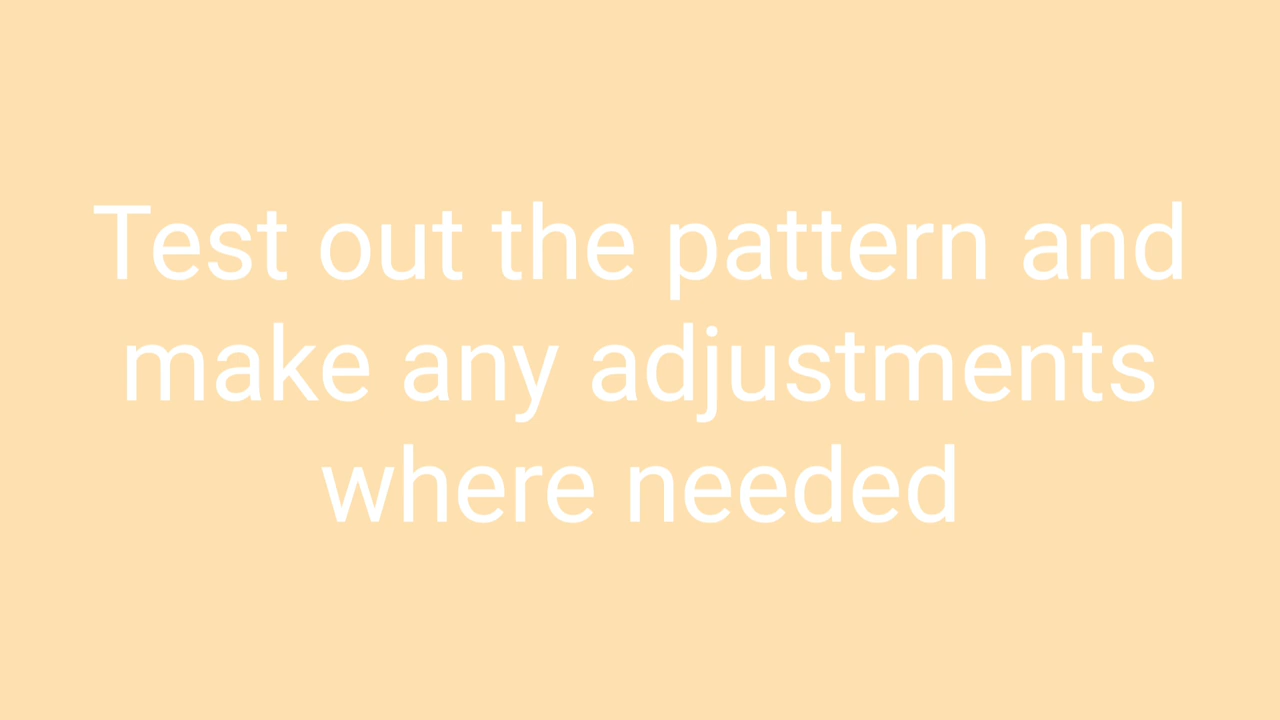 Test out the pattern and
make any adjustments
where needed